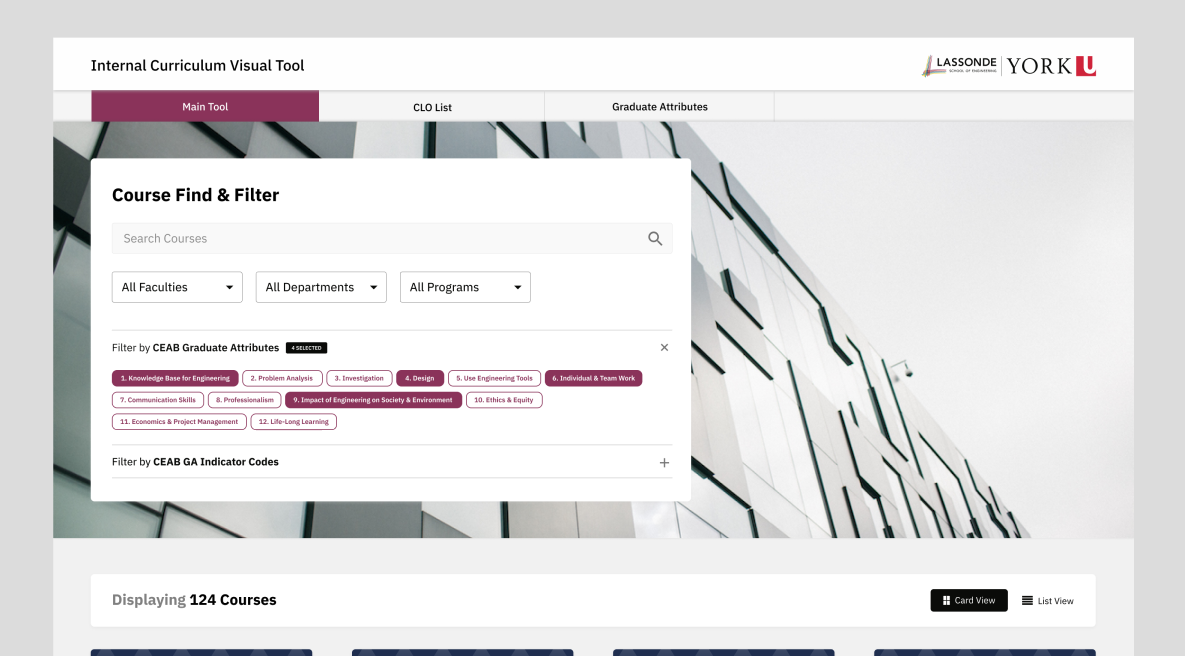 Internal Curriculum Visual Tool
LASSONDE
SCHOOL OF ENGINEERING
YORK U
Main Tool
CLO List
Graduate Attributes
Course Find & Filter
Search Courses
All Faculties
All Departments
All Programs
Filter by CEAB Graduate Attributes
4 SELECTED
1. Knowledge Base for Engineering
2. Problem Analysis
3. Investigation
4. Design
5. Use Engineering Tools
6. Individual & Team Work
7. Communication Skills
8. Professionalism
9. Impact of Engineering on Society & Environment
10. Ethics & Equity
11. Economics & Project Management
12. Life-Long Learning
Filter by CEAB GA Indicator Codes
Displaying 124 Courses
Card View
List View